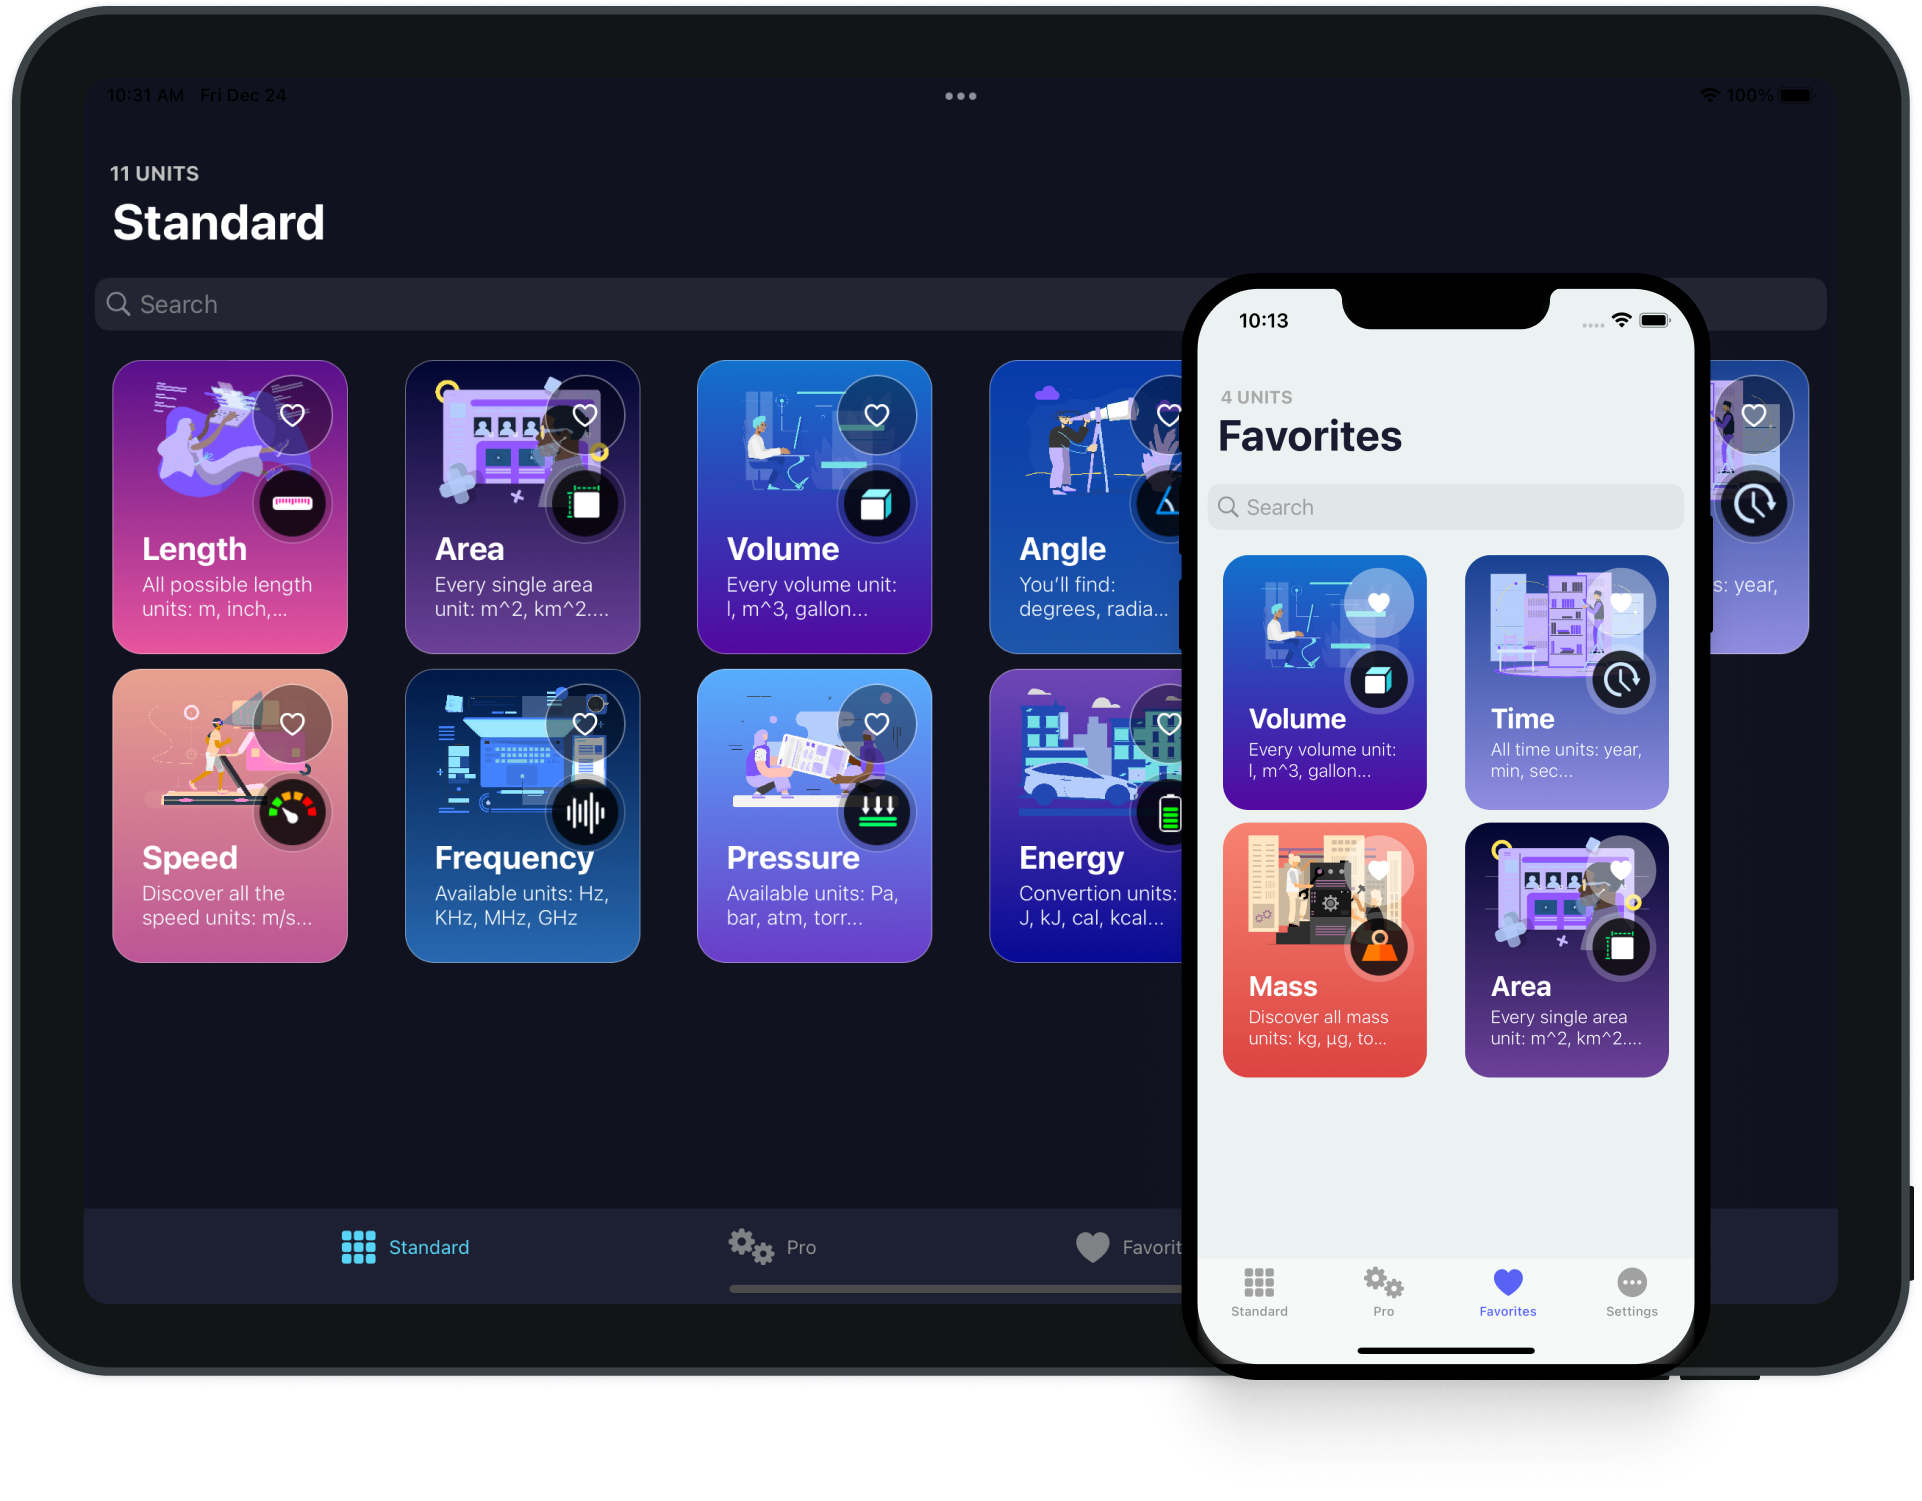 10:31 AM Fri Dec 24
100%
11 UNITS
Standard
Search
Length
All possible length
units: m, inch,...
Area
Every single area
unit: m^2, km^2....
Volume
Every volume unit:
l, m^3, gallon...
Angle
You'll find:
degrees, radia...
s: year,
Speed
Discover all the
speed units: m/s...
Frequency
Available units: Hz,
KHz, MHz, GHz
Pressure
Available units: Pa,
bar, atm, torr...
Energy
Convertion units:
J, kJ, cal, kcal...
Standard
Pro
Favorit
10:13
4 UNITS
Favorites
Search
Volume
Every volume unit:
l, m^3, gallon...
Time
All time units: year,
min, sec...
Mass
Discover all mass
units: kg, µg, to...
Area
Every single area
unit: m^2, km^2....
Standard
Pro
Favorites
Settings